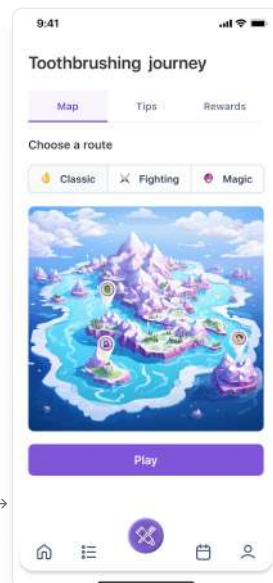 9:41
Toothbrushing journey
Map Tips Rewards
Choose a route
Classic Fighting Magic
Play